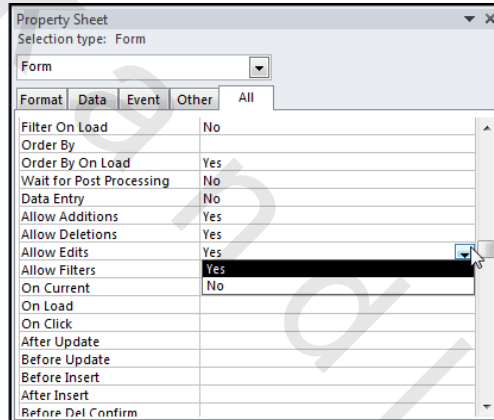 Property Sheet
Selection type: Form
Form
Format Data Event Other All
Filter On Load No
Order By
Order By On Load Yes
Wait for Post Processing No
Data Entry No
Allow Additions Yes
Allow Deletions Yes
Allow Edits Yes
Allow Filters Yes
On Current No
On Load
On Click
After Update
Before Update
Before Insert
After Insert
Before Del Confirm